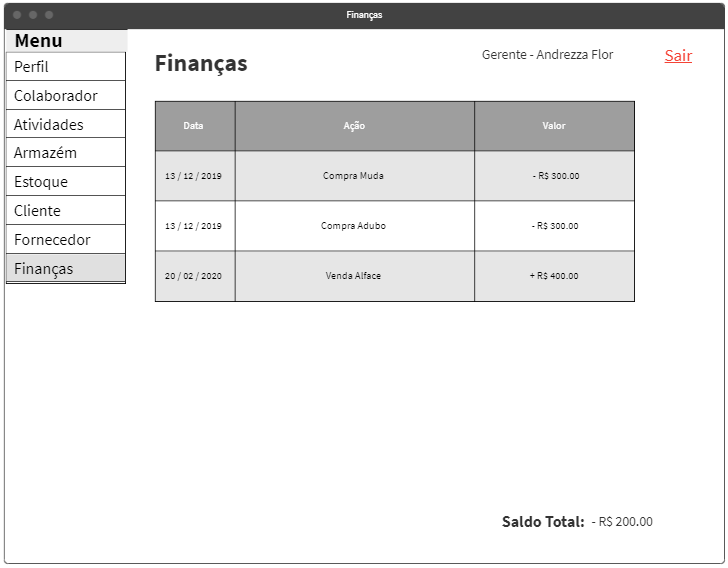 Finanças
Menu
Perfil
Colaborador
Atividades
Armazém
Estoque
Cliente
Fornecedor
Finanças
Finanças
Gerente - Andrezza Flor
Sair
Data Ação Valor
13 / 12 / 2019 Compra Muda - R$ 300.00
13 / 12 / 2019 Compra Adubo - R$ 300.00
20 / 02 / 2020 Venda Alface + R$ 400.00
Saldo Total: - R$ 200.00